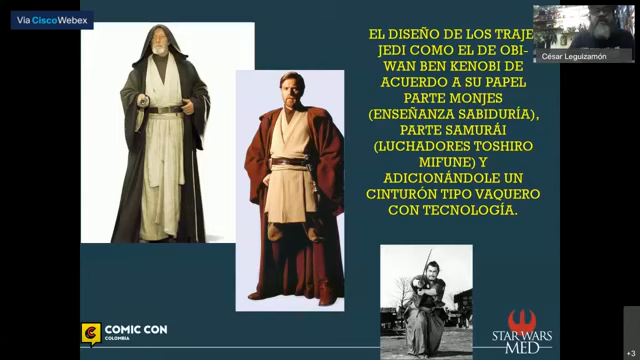 Via CiscoWebex
EL DISEÑO DE LOS TRAJE
JEDI COMO EL DE OBI-
WAN BEN KENOBI DE
ACUERDO A SU PAPEL
PARTE MONJES
(ENSEÑANZA SABIDURÍA),
PARTE SAMURÁI
(LUCHADORES TOSHIRO
MIFUNE) Y
ADICIONÁNDOLE UN
CINTURÓN TIPO VAQUERO
CON TECNOLOGÍA.
César Leguizamón
COMIC CON
COLOMBIA
STAR WARS
MED
+3